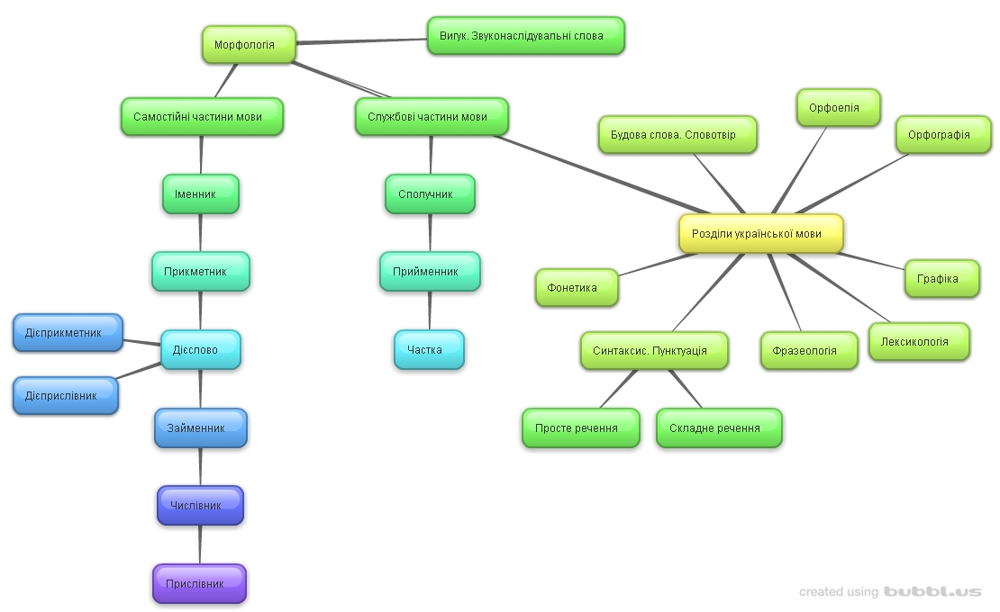 Морфологія
Вигук. Звуконаслідувальні слова
Самостійні частини мови
Службові частини мови
Орфоепія
Будова слова. Словотвір
Орфографія
Іменник
Сполучник
Розділи української мови
Прикметник
Прийменник
Фонетика
Графіка
Дієприкметник
Дієслово
Частка
Синтаксис. Пунктуація
Фразеологія
Лексикологія
Дієприслівник
Займенник
Просте речення
Складне речення
Числівник
Прислівник
created using bubbl.us